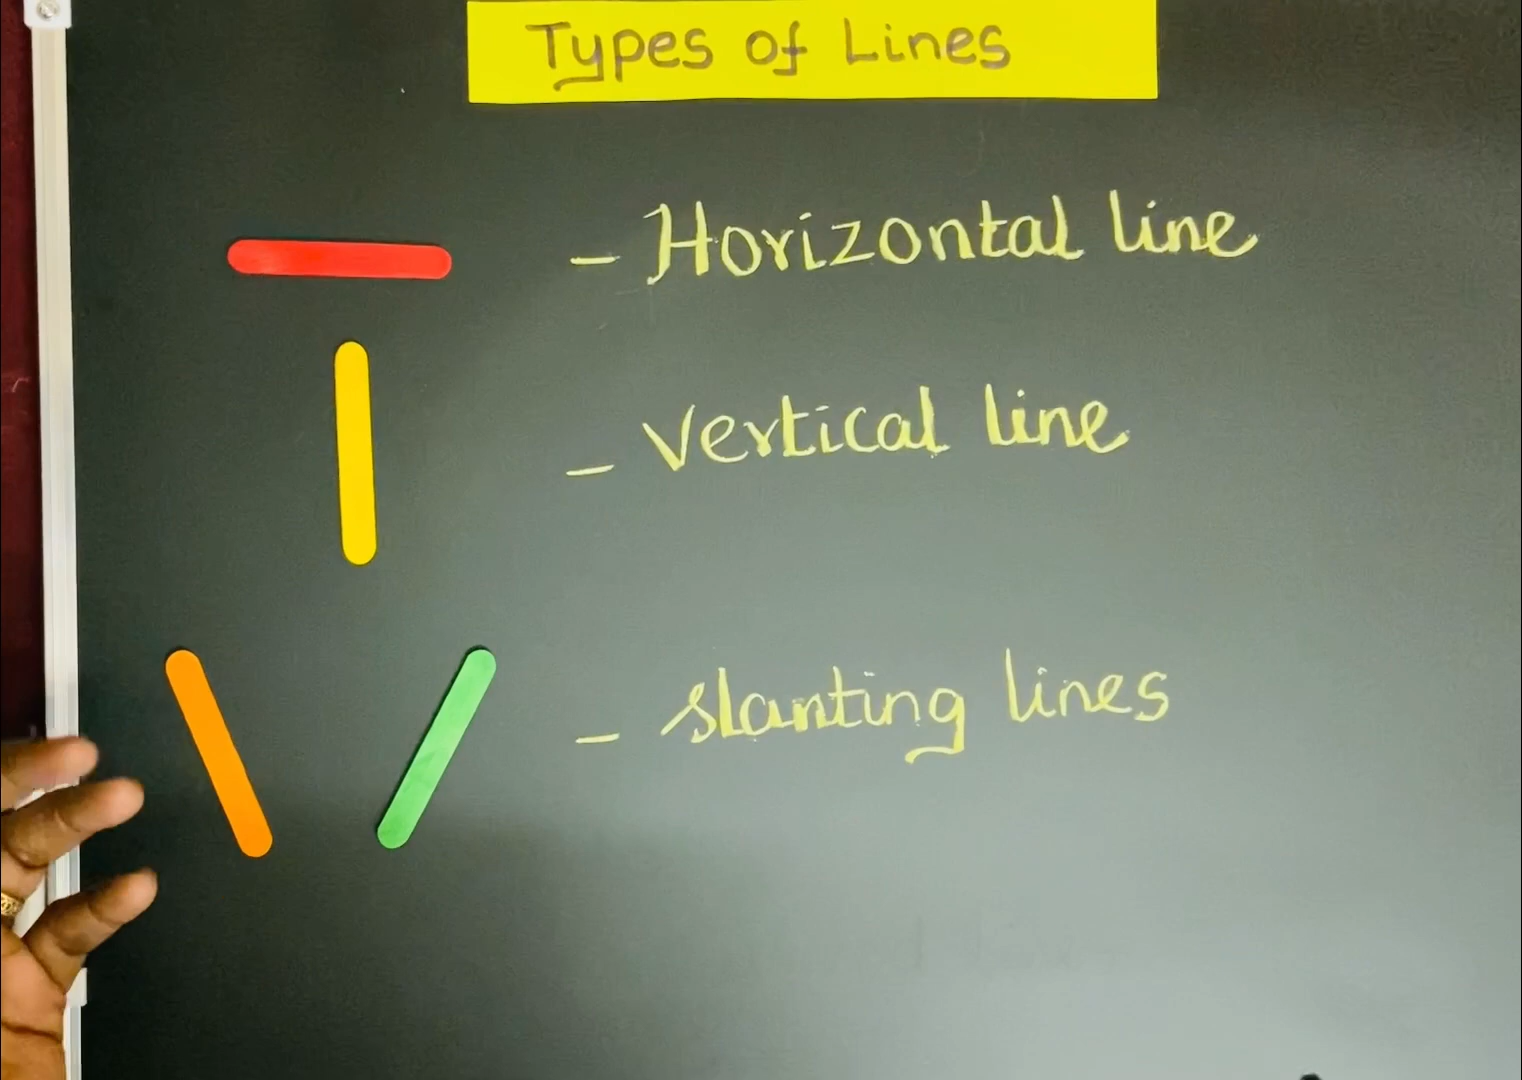 Types of Lines
- Horizontal line
- vertical line
- slanting lines